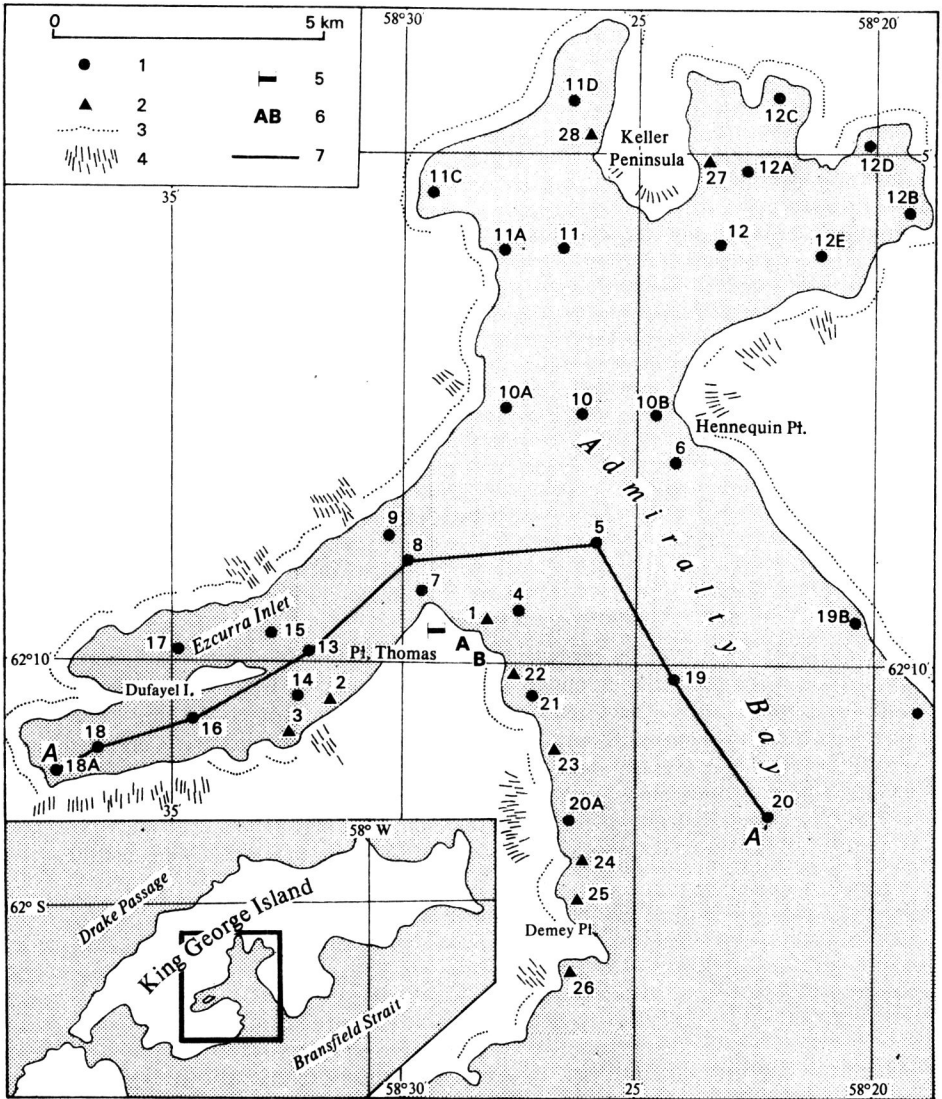 0 5 km
1
2
3
4
5
AB 6
7
58°30′ 25 58°20′
11D
28
Keller
Peninsula
12C
5′
12D
27
12A
11C
12B
35′
11A
11
12
12E
10A
10
10B
Hennequin Pt.
6
Admiralty Bay
9
8
5
7
4
1
19B
Ezcurra Inlet
17
15
13
Pt. Thomas
A
B
62°10′
62°10′
Dufayel I.
22
19
14
2
21
3
16
18
A
18A
23
20A
20
A′
35′
24
25
Demey Pt.
26
58° W
62° S
Drake Passage
King George Island
Bransfield Strait
58°30′ 25 58°20′